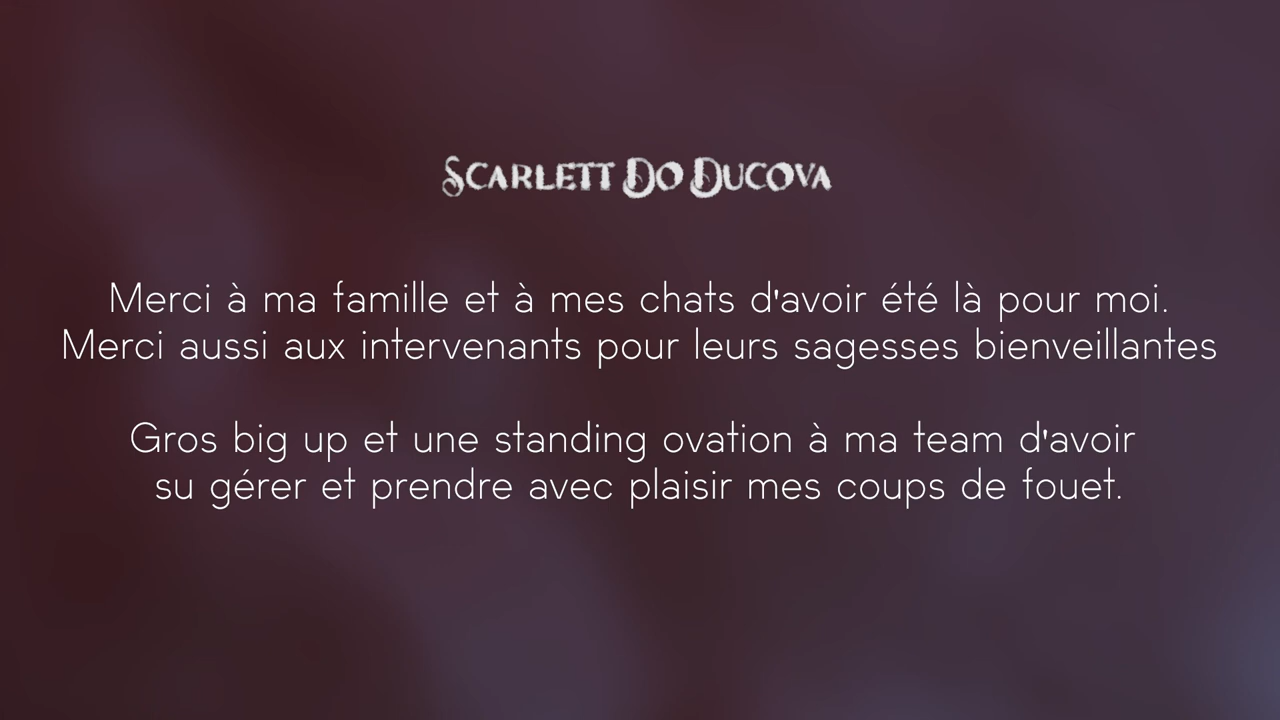 Scarlett Do Ducova
Merci à ma famille et à mes chats d'avoir été là pour moi.
Merci aussi aux intervenants pour leurs sagesses bienveillantes
Gros big up et une standing ovation à ma team d'avoir
su gérer et prendre avec plaisir mes coups de fouet.